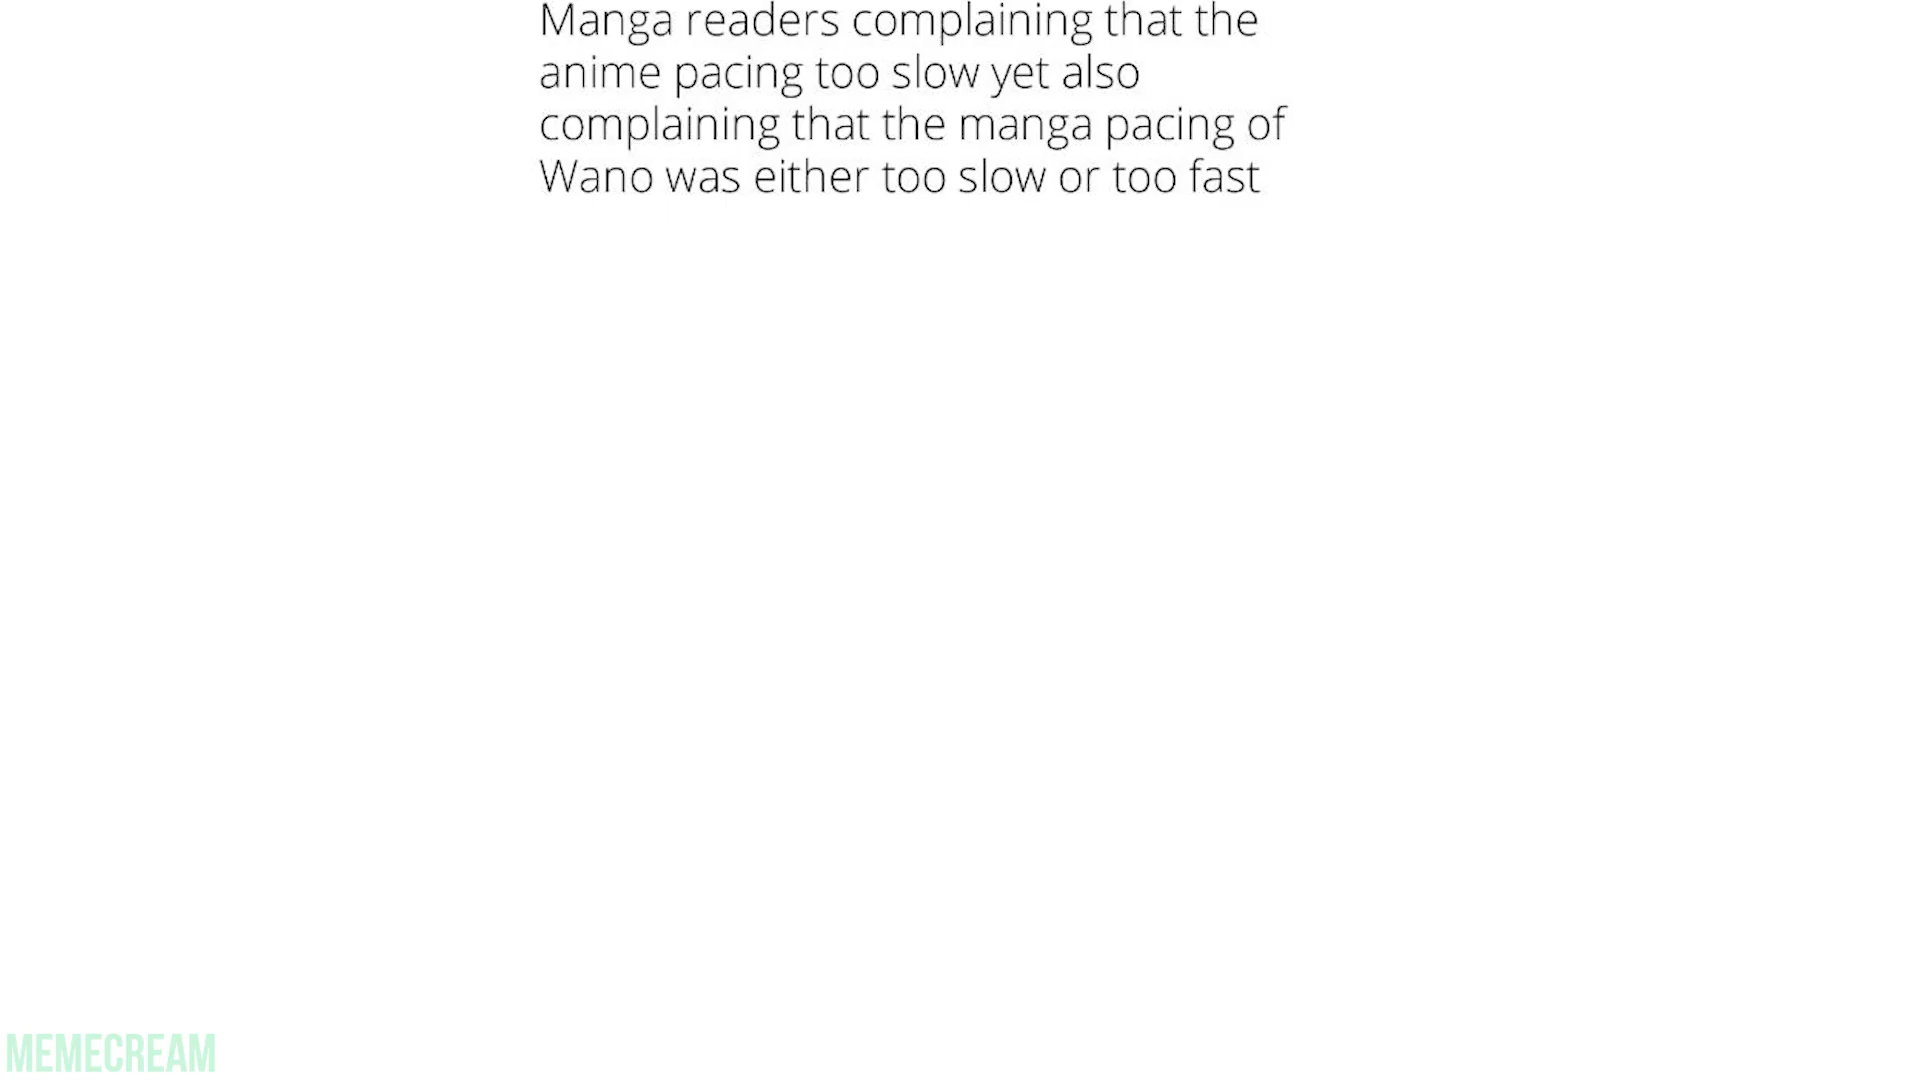 Manga readers complaining that the
anime pacing too slow yet also
complaining that the manga pacing of
Wano was either too slow or too fast
MEMECREAM